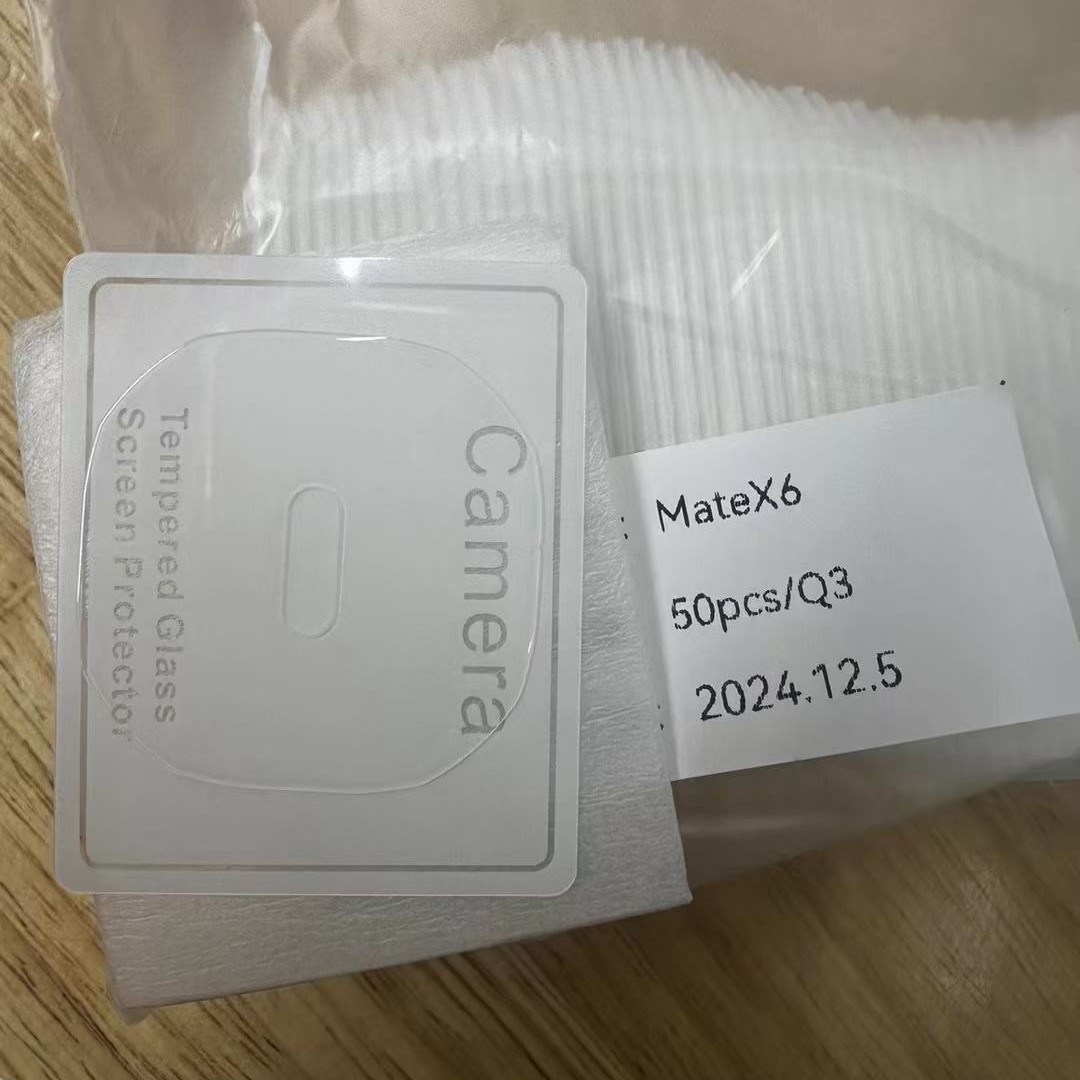 Camera
Tempered Glass
Screen Protector
: MateX6
50pcs/Q3
: 2024.12.5